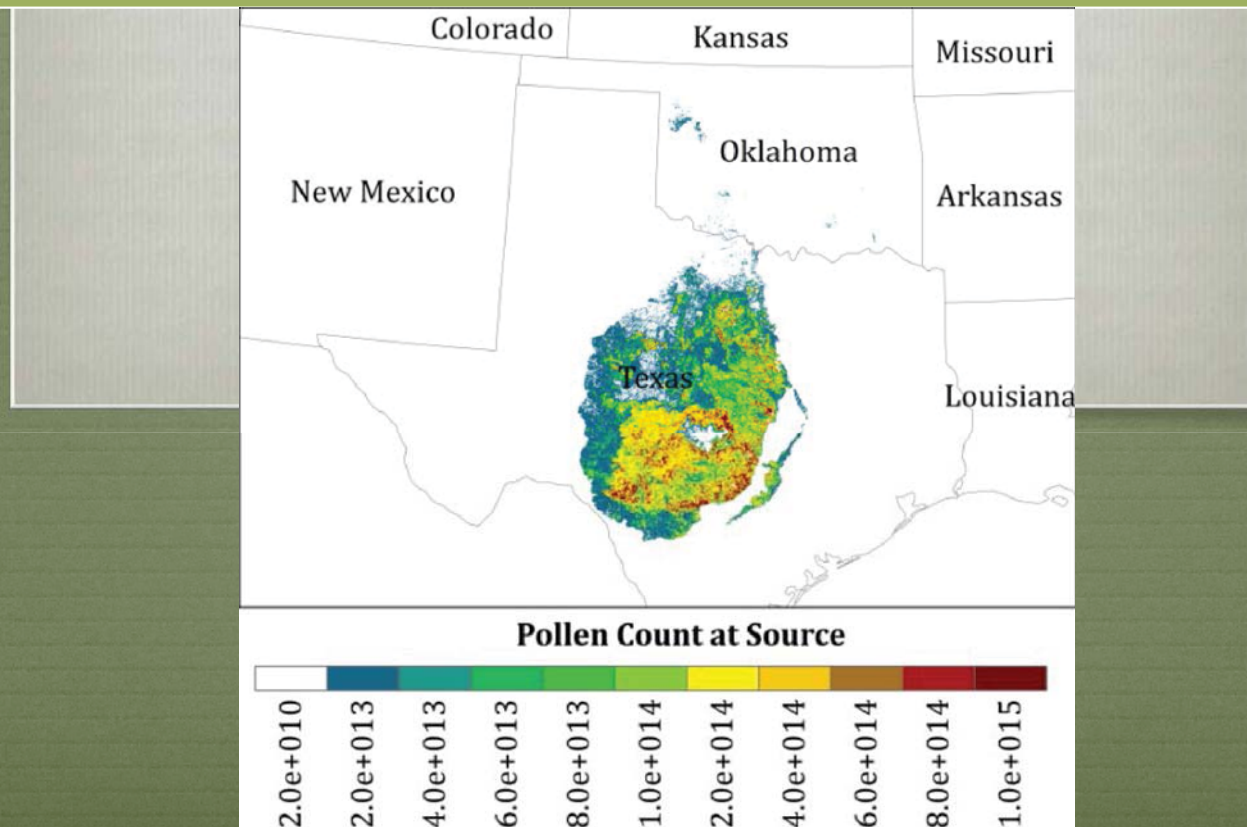 Colorado
Kansas
Missouri
Oklahoma
New Mexico
Arkansas
Texas
Louisiana
Pollen Count at Source
2.0e+010
2.0e+013
4.0e+013
6.0e+013
8.0e+013
1.0e+014
2.0e+014
4.0e+014
6.0e+014
8.0e+014
1.0e+015